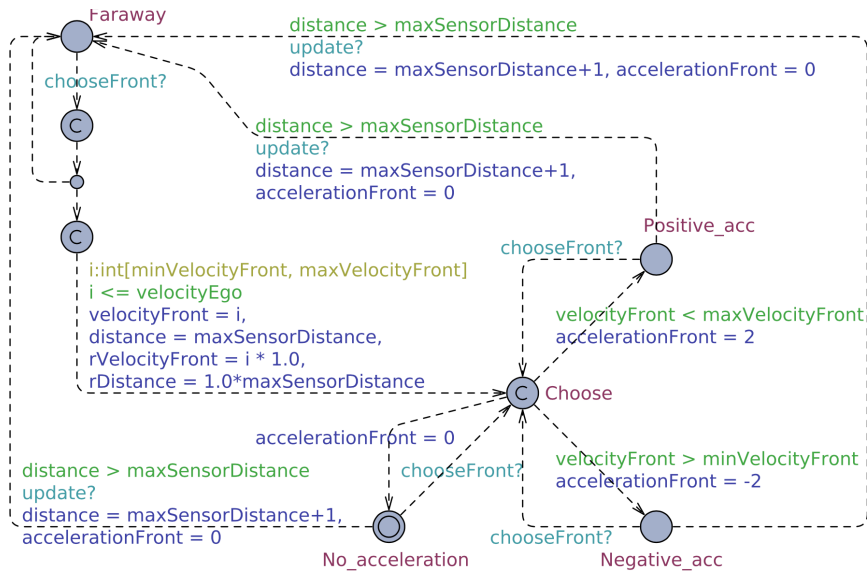 Faraway
distance > maxSensorDistance
update?
distance = maxSensorDistance+1, accelerationFront = 0
chooseFront?
C
distance > maxSensorDistance
update?
distance = maxSensorDistance+1,
accelerationFront = 0
C
Positive_acc
chooseFront?
i:int[minVelocityFront, maxVelocityFront]
i <= velocityEgo
velocityFront = i,
distance = maxSensorDistance,
rVelocityFront = i * 1.0,
rDistance = 1.0*maxSensorDistance
velocityFront < maxVelocityFront
accelerationFront = 2
C
Choose
accelerationFront = 0
chooseFront?
velocityFront > minVelocityFront
accelerationFront = -2
distance > maxSensorDistance
update?
distance = maxSensorDistance+1,
accelerationFront = 0
chooseFront?
No_acceleration
Negative_acc